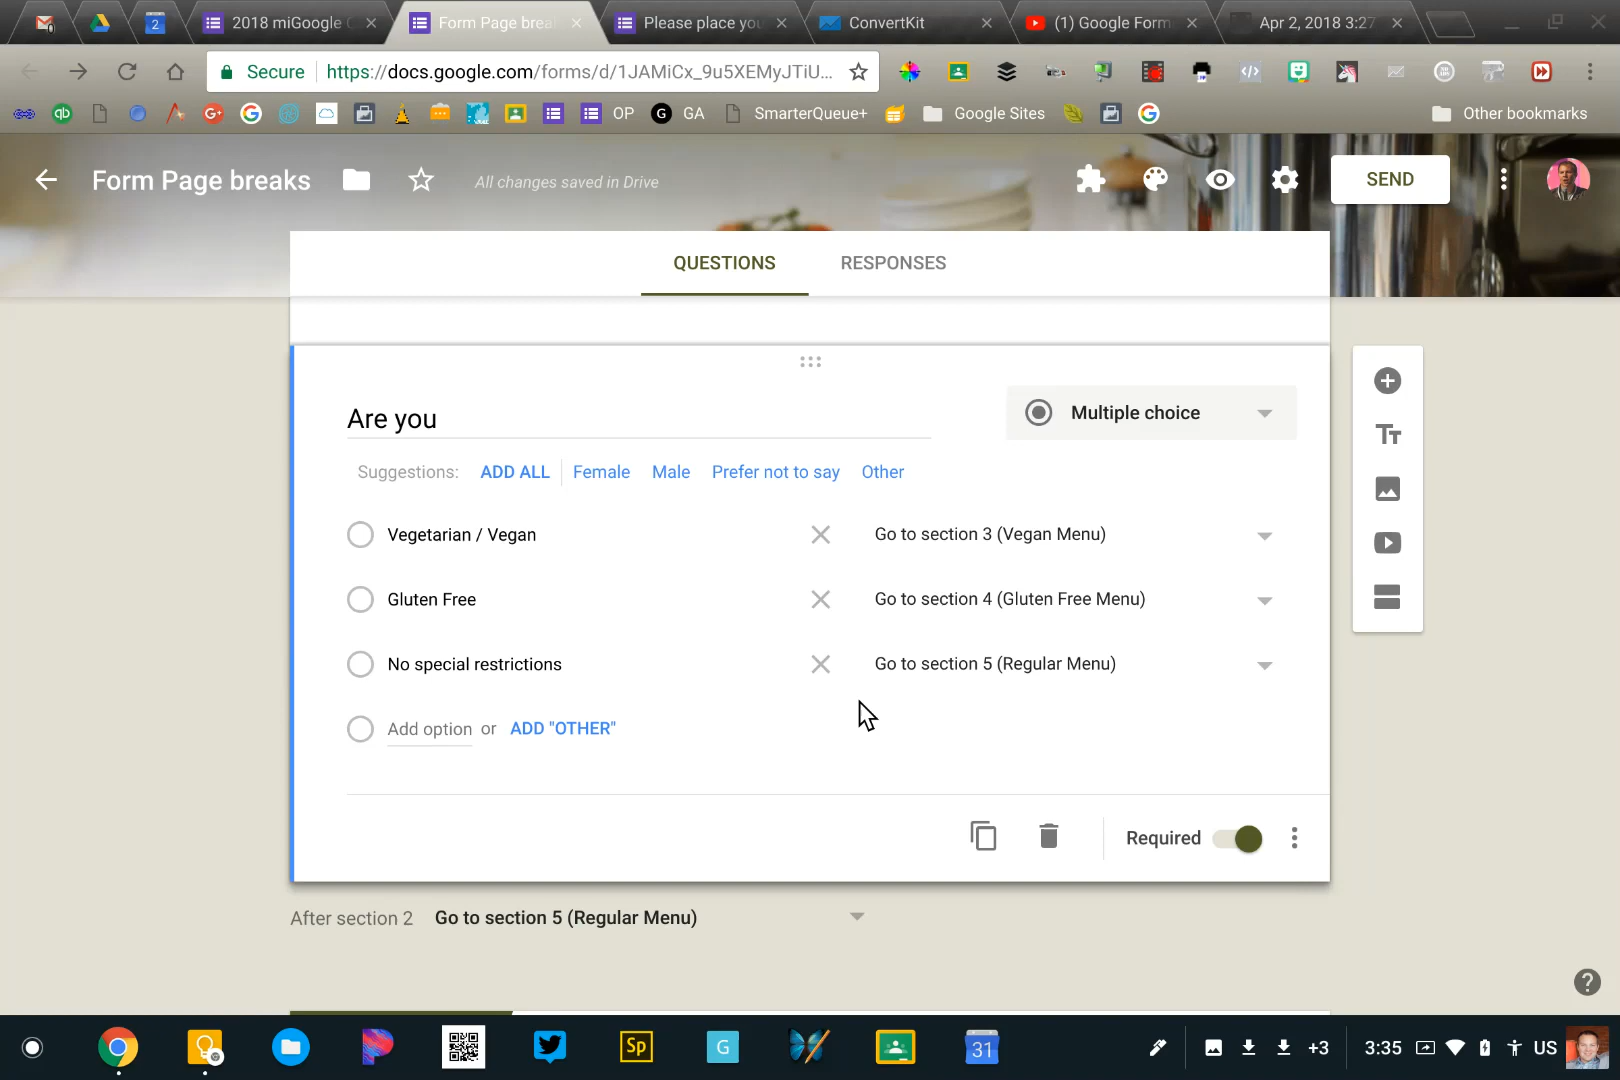 2018 miGoogle C
Form Page brea
Please place you
ConvertKit
(1) Google Form
Apr 2, 2018 3:27
Secure
https://docs.google.com/forms/d/1JAMiCx_9u5XEMyJTiU...
OP
GA
SmarterQueue+
Google Sites
Other bookmarks
Form Page breaks
All changes saved in Drive
SEND
QUESTIONS
RESPONSES
Are you
Multiple choice
Suggestions: ADD ALL Female Male Prefer not to say Other
Vegetarian / Vegan
Go to section 3 (Vegan Menu)
Gluten Free
Go to section 4 (Gluten Free Menu)
No special restrictions
Go to section 5 (Regular Menu)
Add option or ADD "OTHER"
Required
After section 2 Go to section 5 (Regular Menu)
Sp
G
31
+3
3:35
US